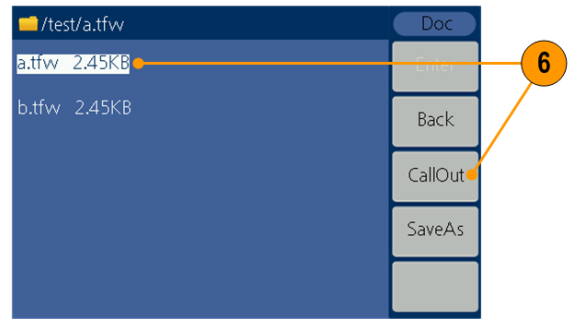 /test/a.tfw
Doc
a.tfw 2.45KB
Enter
6
b.tfw 2.45KB
Back
CallOut
SaveAs